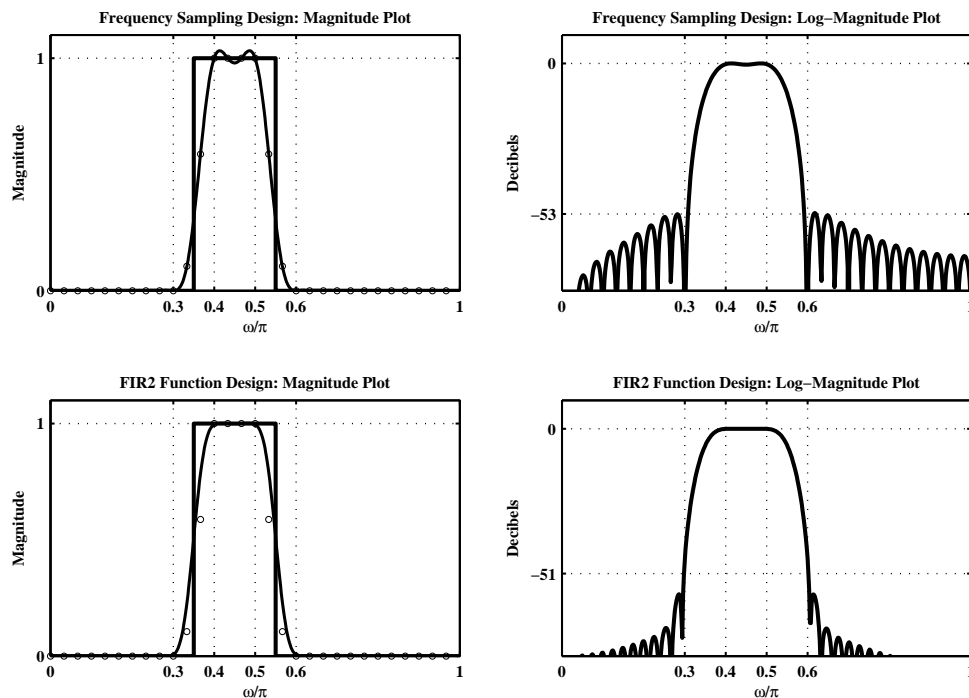 Frequency Sampling Design: Magnitude Plot
1
Magnitude
0
0 0.3 0.4 0.5 0.6 1
ω/π
Frequency Sampling Design: Log−Magnitude Plot
0
Decibels
−53
0 0.3 0.4 0.5 0.6 1
ω/π
FIR2 Function Design: Magnitude Plot
1
Magnitude
0
0 0.3 0.4 0.5 0.6 1
ω/π
FIR2 Function Design: Log−Magnitude Plot
0
Decibels
−51
0 0.3 0.4 0.5 0.6 1
ω/π